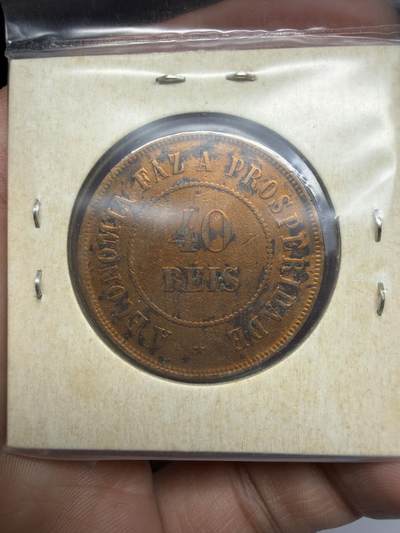 A ECONOMIA FAZ A PROSPERIDADE
40
REIS